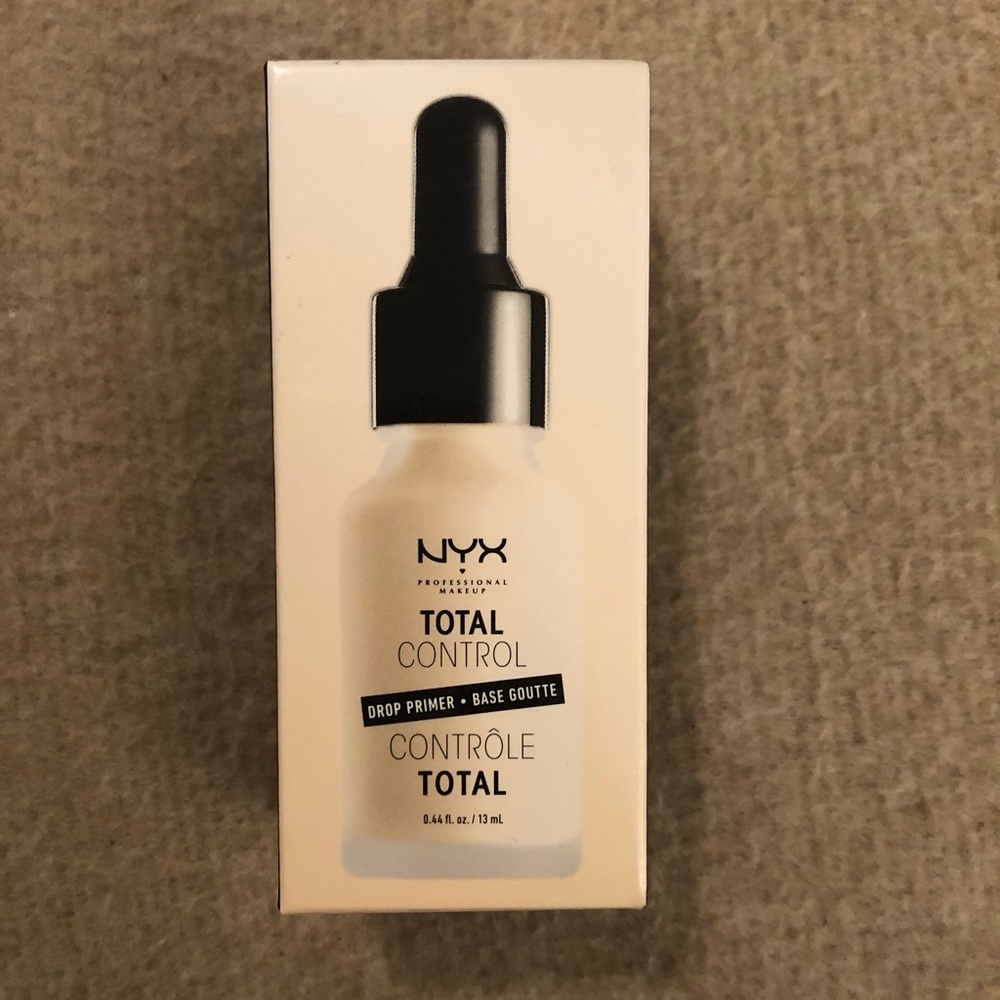 NYX
PROFESSIONAL
MAKEUP
TOTAL
CONTROL
DROP PRIMER • BASE GOUTTE
CONTRÔLE
TOTAL
0.44 fl. oz. / 13 mL